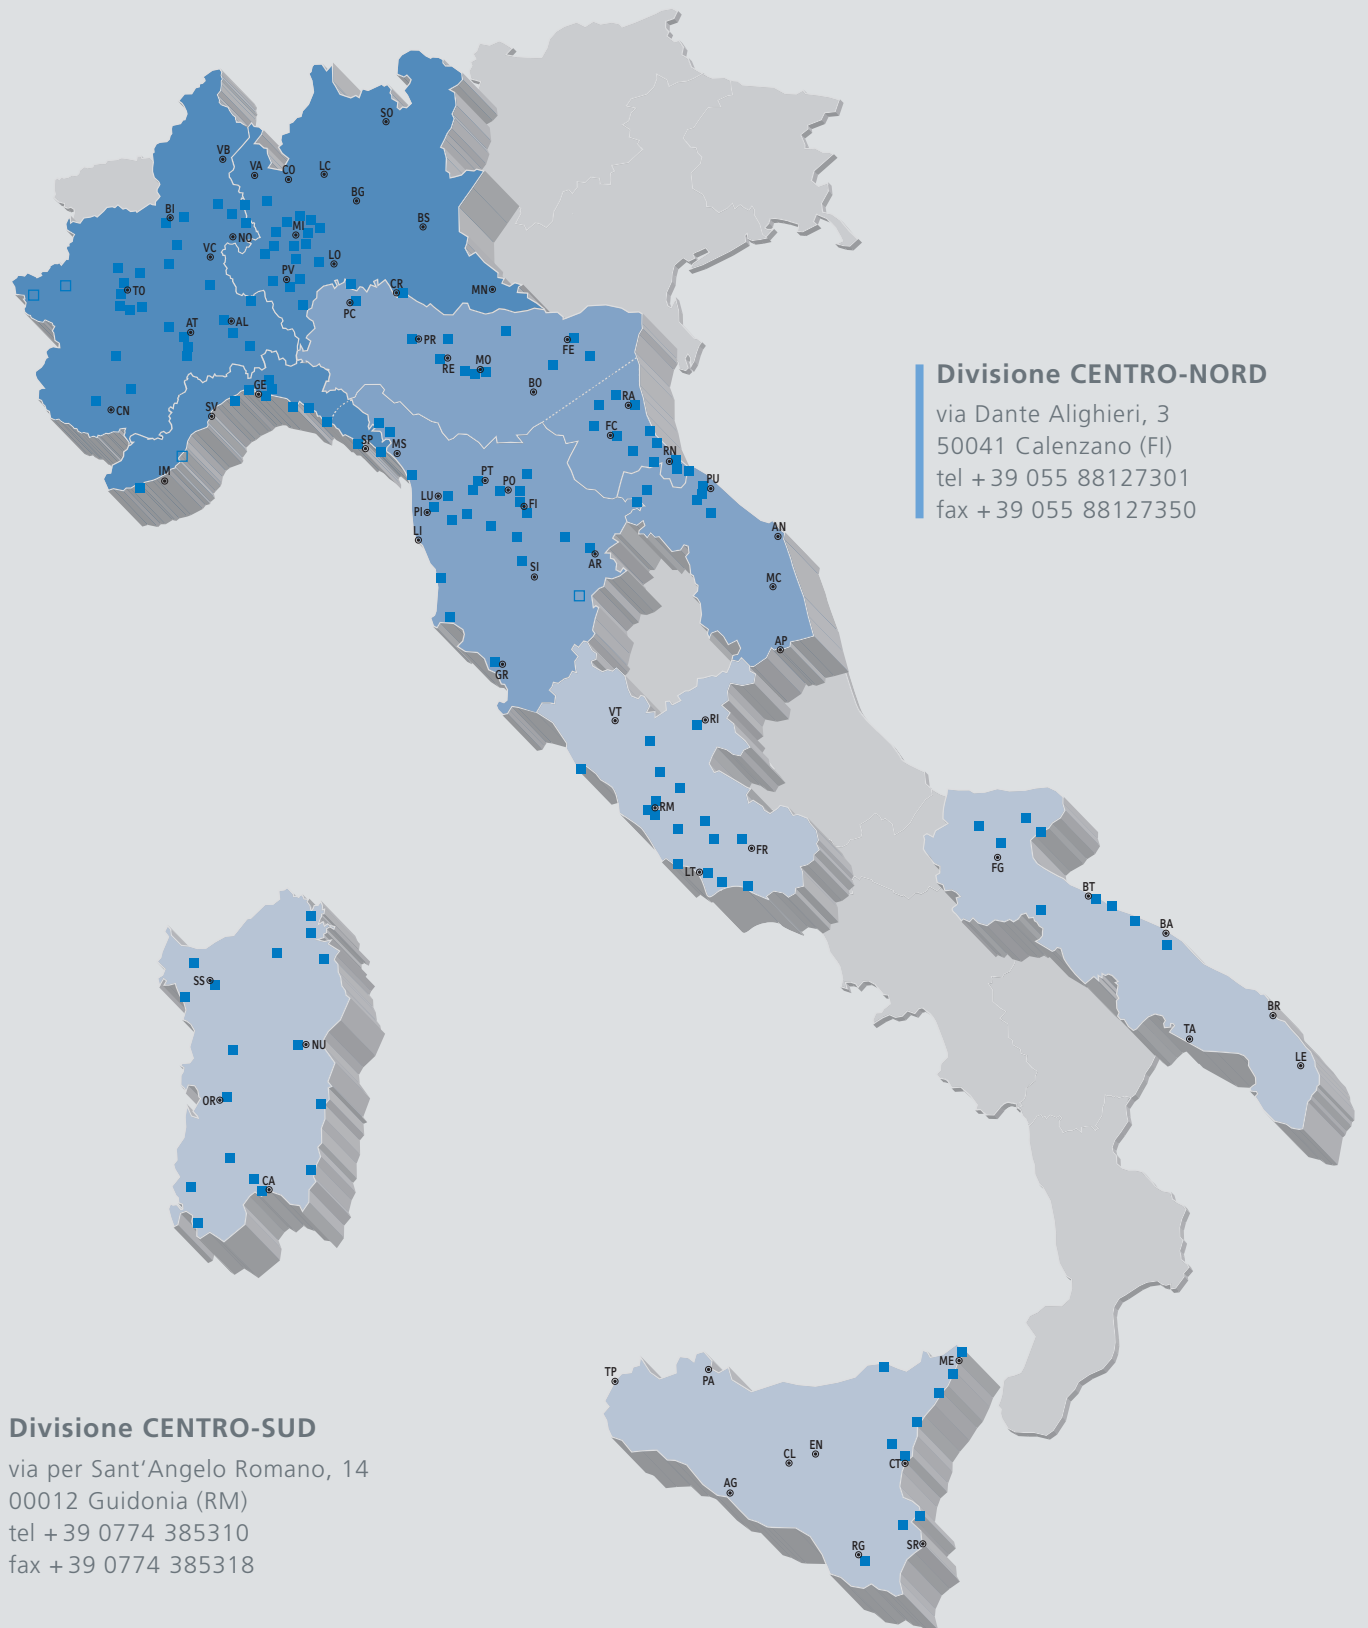 SO
VB
VA
CO
LC
BG
BI
BS
MI
NO
VC
LO
PV
TO
CR
MN
PC
AL
AT
PR
FE
RE
MO
BO
GE
RA
CN
SV
FC
SP
MS
RN
IM
PT
PO
PU
LU
FI
PI
LI
AN
AR
SI
MC
AP
GR
VT
RI
RM
FR
LT
FG
BT
BA
SS
BR
TA
NU
LE
OR
CA
ME
TP
PA
EN
CL
CT
AG
RG
SR
Divisione CENTRO-NORD
via Dante Alighieri, 3
50041 Calenzano (FI)
tel +39 055 88127301
fax +39 055 88127350
Divisione CENTRO-SUD
via per Sant'Angelo Romano, 14
00012 Guidonia (RM)
tel +39 0774 385310
fax +39 0774 385318